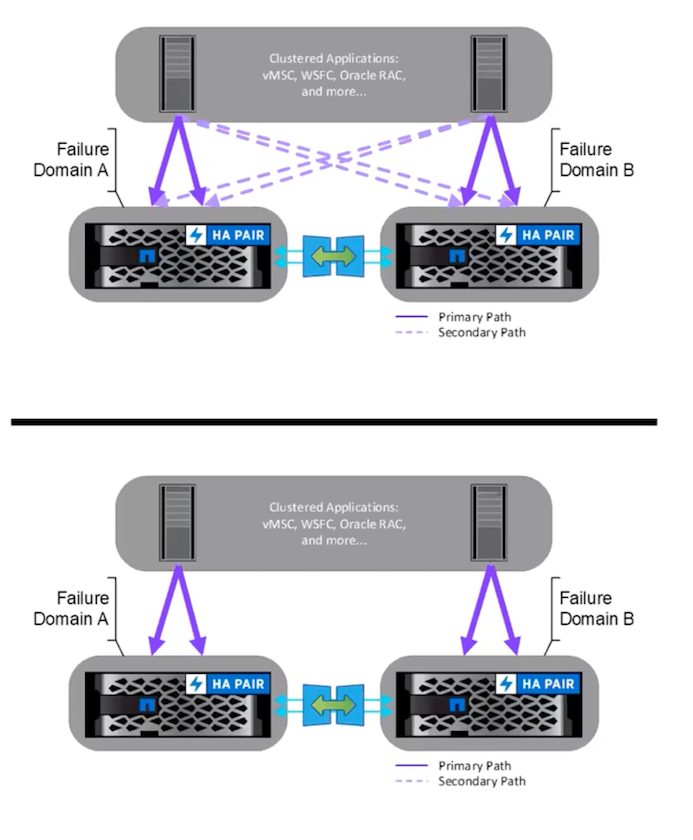 Clustered Applications:
vMSC, WSFC, Oracle RAC,
and more...
Failure
Domain A
Failure
Domain B
HA PAIR
HA PAIR
Primary Path
Secondary Path
Clustered Applications:
vMSC, WSFC, Oracle RAC,
and more...
Failure
Domain A
Failure
Domain B
HA PAIR
HA PAIR
Primary Path
Secondary Path